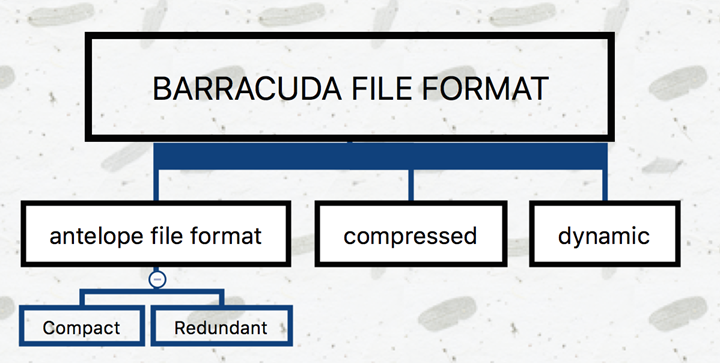 BARRACUDA FILE FORMAT
antelope file format
compressed
dynamic
Compact
Redundant